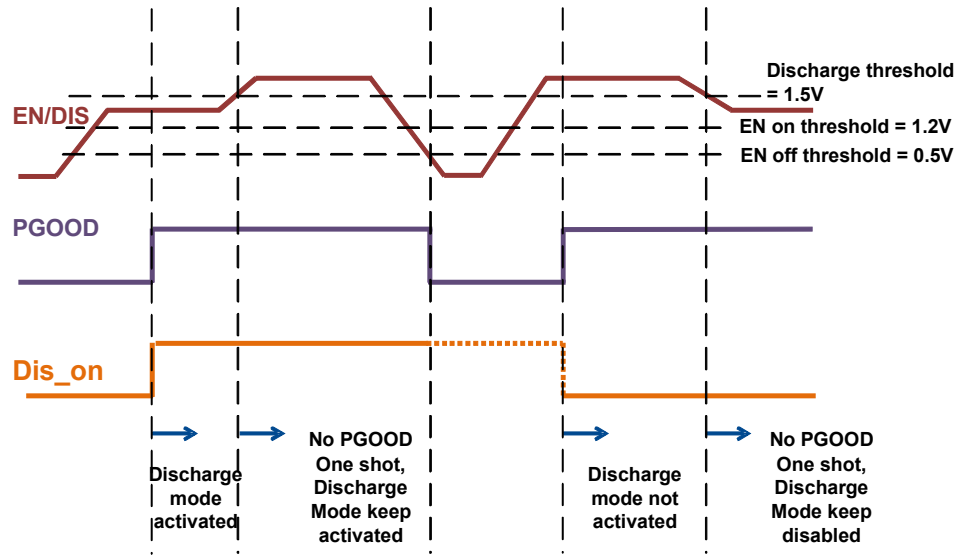 Discharge threshold
= 1.5V
EN/DIS
EN on threshold = 1.2V
EN off threshold = 0.5V
PGOOD
Dis_on
Discharge
mode
activated
No PGOOD
One shot,
Discharge
Mode keep
activated
Discharge
mode not
activated
No PGOOD
One shot,
Discharge
Mode keep
disabled